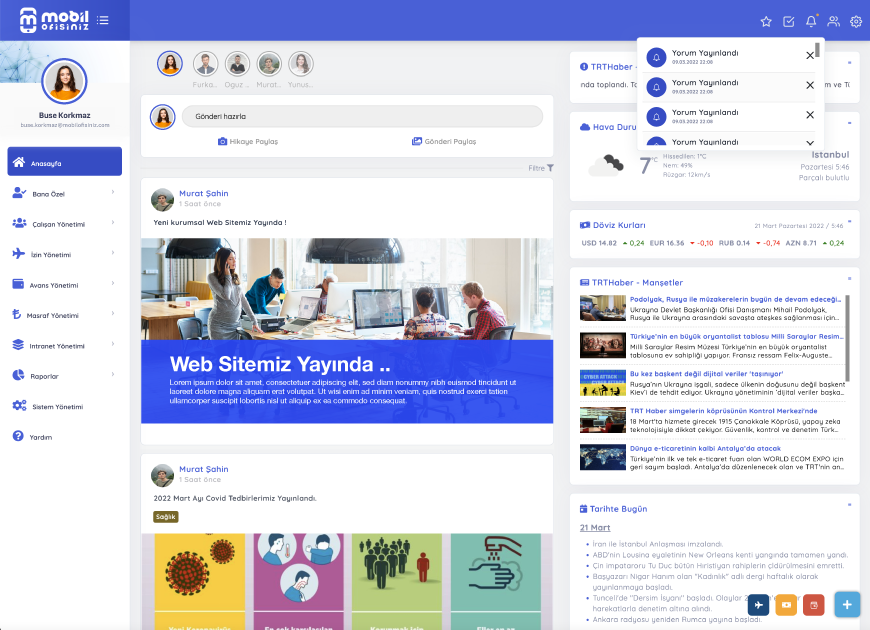 mobil
ofisiniz
Buse Korkmaz
buse.korkmaz@mobilofisiniz.com
Anasayfa
Bana Özel
Çalışan Yönetimi
İzin Yönetimi
Avans Yönetimi
Masraf Yönetimi
Intranet Yönetimi
Raporlar
Sistem Yönetimi
Yardım
Furka...
Oguz ...
Murat...
Yunus...
Gönderi hazırla
Hikaye Paylaş
Gönderi Paylaş
Filtre
Murat Şahin
1 Saat önce
Yeni kurumsal Web Sitemiz Yayında !
Web Sitemiz Yayında ..
Lorem ipsum dolor sit amet, consectetuer adipiscing elit, sed diam nonummy nibh euismod tincidunt ut
laoreet dolore magna aliquam erat volutpat. Ut wisi enim ad minim veniam, quis nostrud exerci tation
ullamcorper suscipit lobortis nisl ut aliquip ex ea commodo consequat.
Murat Şahin
1 Saat önce
2022 Mart Ayı Covid Tedbirlerimiz Yayınlandı.
Sağlık
Yorum Yayınlandı
09.03.2022 22:08
Yorum Yayınlandı
09.03.2022 22:08
Yorum Yayınlandı
09.03.2022 22:08
Yorum Yayınlandı
TRTHaber -
nda toplandı.
Hava Duru
7°C
Hissedilen: 1°C
Nem: 49%
Rüzgar: 12km/s
İstanbul
Pazartesi 5:46
Parçalı bulutlu
Döviz Kurları
21 Mart Pazartesi 2022 / 5:46
USD 14.82 0,24 EUR 16.36 -0,10 RUB 0.14 -0,74 AZN 8.71 0,24
TRTHaber - Manşetler
Podolyak, Rusya ile müzakerelerin bugün de devam edeceği...
Ukrayna Devlet Başkanlığı Ofisi Danışmanı Mihail Podolyak,
Rusya ile Ukrayna arasındaki savaşta ateşkes sağlanması için...
Türkiye'nin en büyük oryantalist tablosu Milli Saraylar Resim...
Milli Saraylar Resim Müzesi Türkiye'nin en büyük oryantalist
tablosuna ev sahipliği yapıyor. Fransız ressam Felix-Auguste...
Bu kez başkent değil dijital veriler 'taşınıyor'
Rusya'nın Ukrayna işgali, sadece ülkenin doğusunu değil başkent
Kiev'i de tehdit ediyor. Ukrayna yönetiminin 'dijital veriler başka...
TRT Haber simgelerin köprüsünün Kontrol Merkezi'nde
18 Mart'ta hizmete girecek 1915 Çanakkale Köprüsü, yapay zeka
teknolojisiyle dikkat çekiyor. Güvenlik, kontrol ve denetim Türk...
Dünya e-ticaretinin kalbi Antalya'da atacak
Türkiye'nin ilk ve tek e-ticaret fuarı olan WORLD ECOM EXPO için
geri sayım başladı. Antalya'da düzenlenecek olan ve TRT'nin an...
Tarihte Bugün
21 Mart
İran ile İstanbul Anlaşması imzalandı.
ABD'nin Lousina eyaletinin New Orleans kenti yangında tamamen yandı.
Çin imparatoru Tu Duc bütün Hıristiyan rahiplerin öldürülmesini emretti.
Başyazarı Nigar Hanım olan "Kadınlık" adlı dergi haftalık olarak
yayınlanmaya başladı.
Tunceli'de "Dersim İsyanı" başladı. Olaylar
harekatlarla denetim altına alındı.
Ankara radyosu yeniden Rumca yayına başladı.